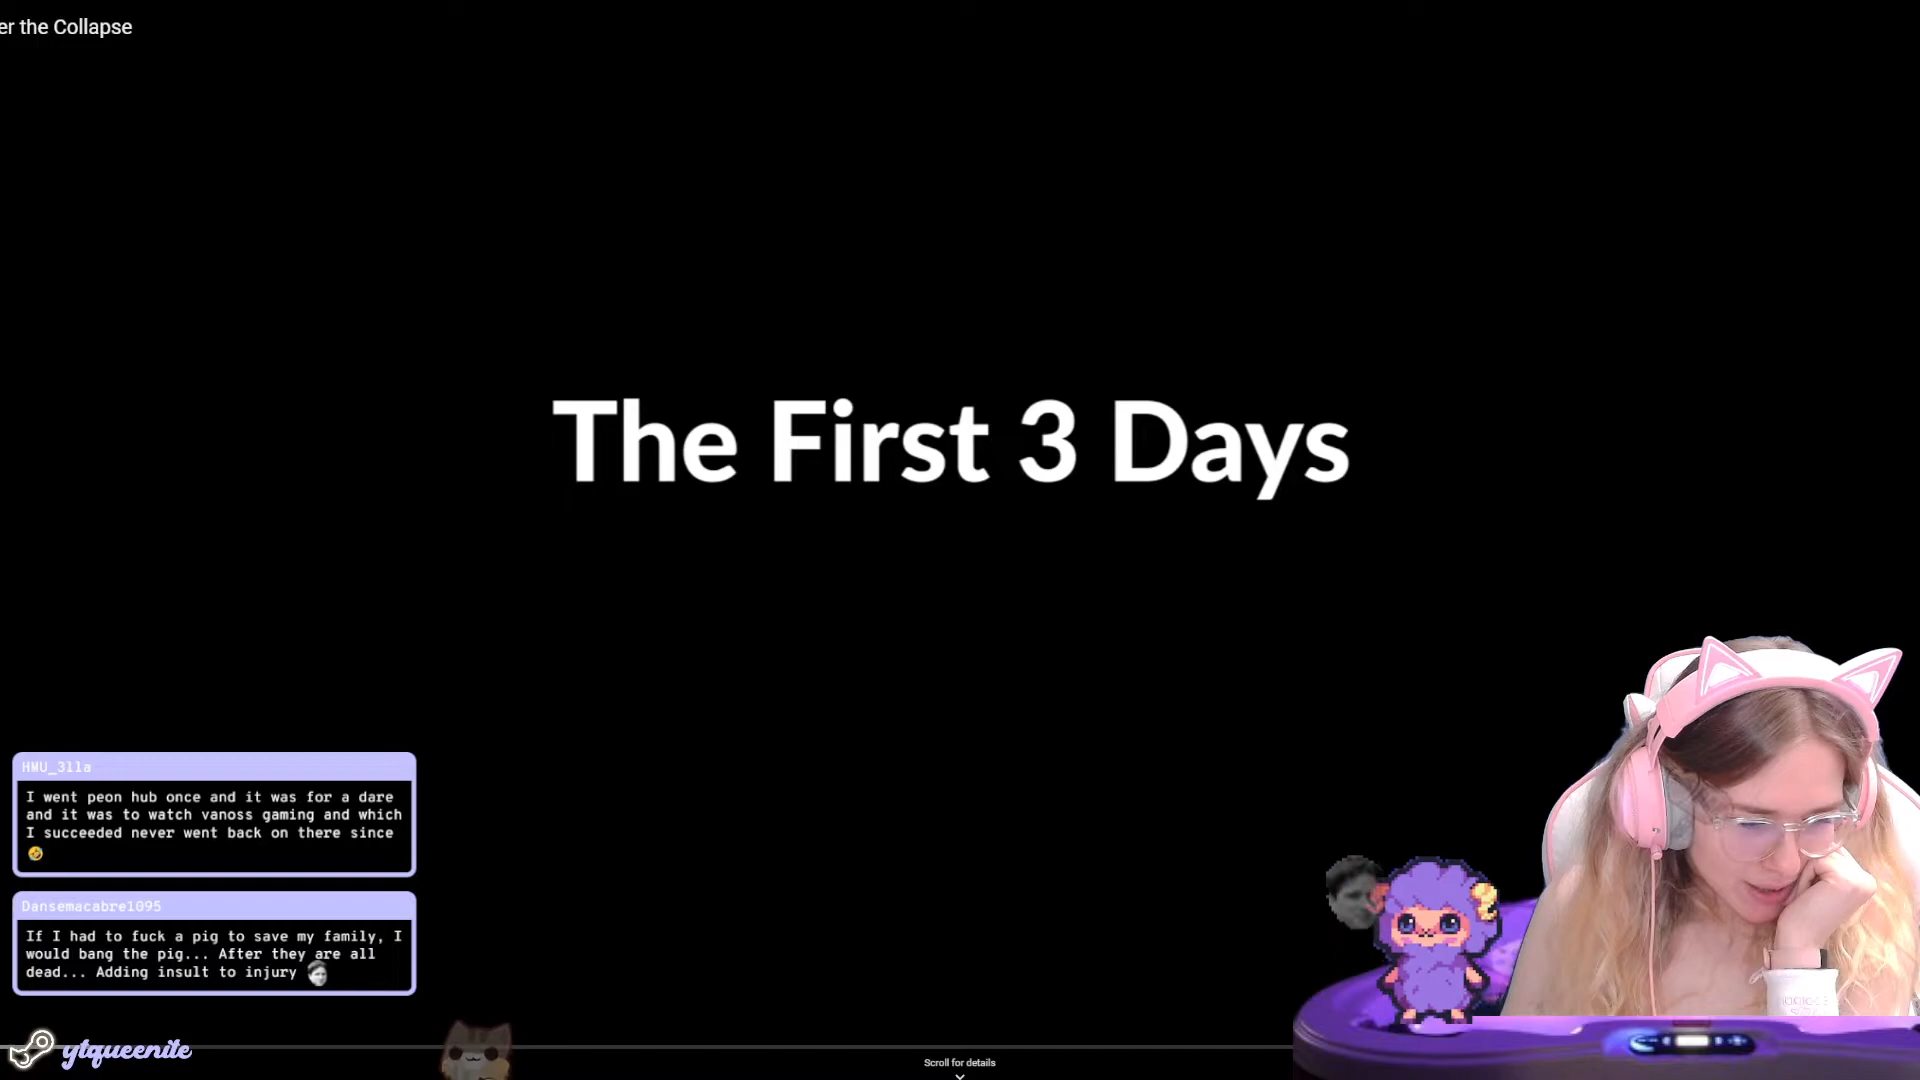 er the Collapse
The First 3 Days
HMU_311a
I went peon hub once and it was for a dare
and it was to watch vanoss gaming and which
I succeeded never went back on there since
🤣
Dansemacabre1095
If I had to fuck a pig to save my family, I
would bang the pig... After they are all
dead... Adding insult to injury
ytqueenite
Scroll for details